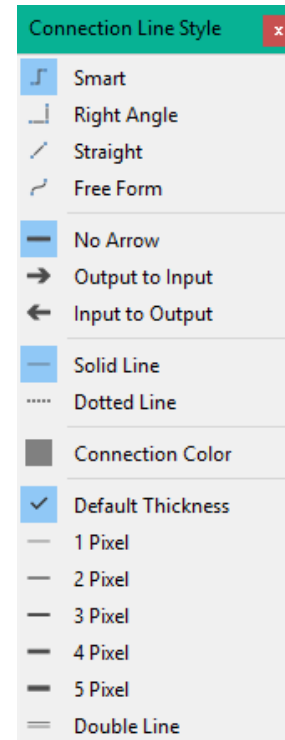 Connection Line Style
x
Smart
Right Angle
Straight
Free Form
No Arrow
Output to Input
Input to Output
Solid Line
Dotted Line
Connection Color
Default Thickness
1 Pixel
2 Pixel
3 Pixel
4 Pixel
5 Pixel
Double Line